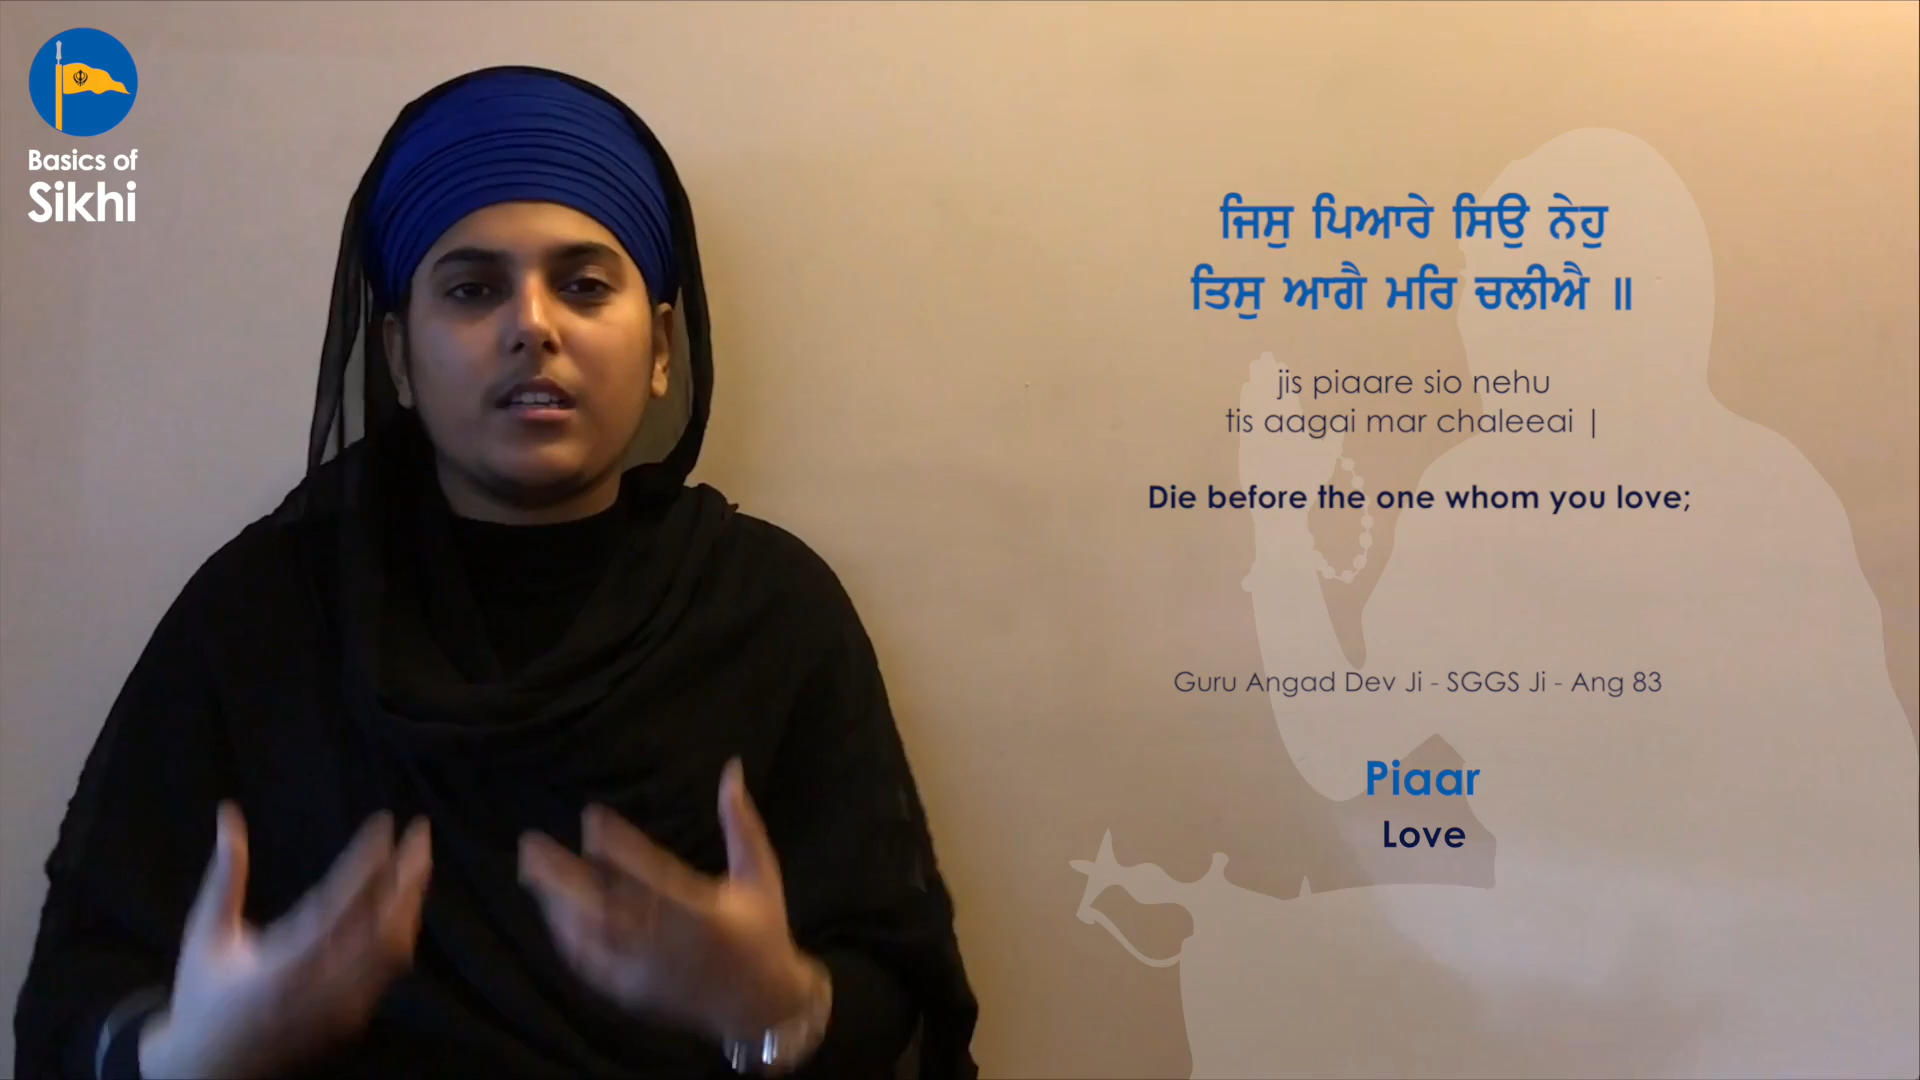 Basics of
Sikhi
ਜਿਸੁ ਪਿਆਰੇ ਸਿਉ ਨੇਹੁ
ਤਿਸੁ ਆਗੈ ਮਰਿ ਚਲੀਐ ॥
jis piaare sio nehu
tis aagai mar chaleeai |
Die before the one whom you love;
Guru Angad Dev Ji - SGGS Ji - Ang 83
Piaar
Love